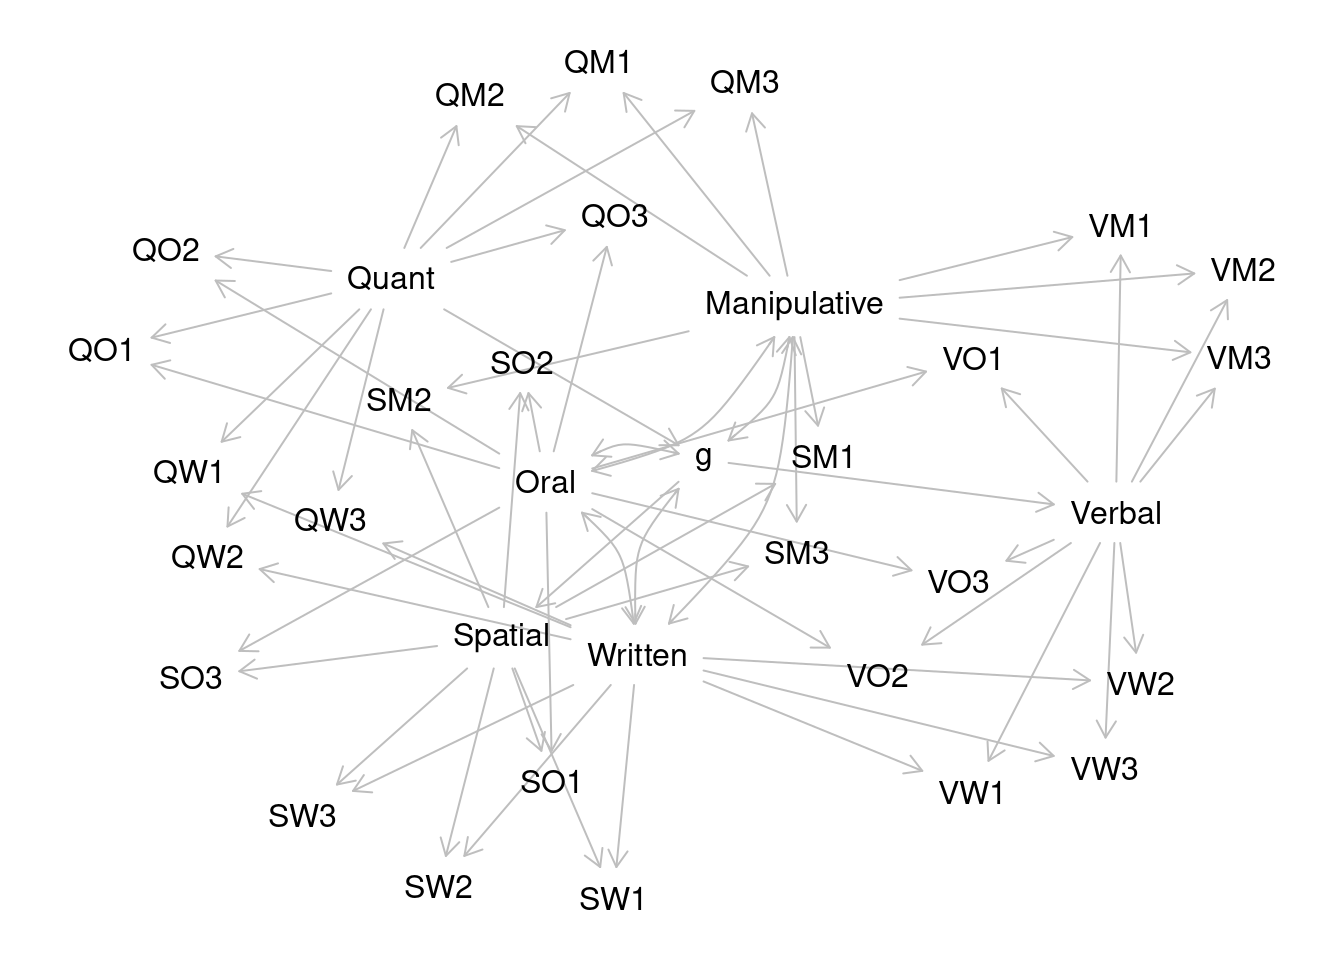 QM1
QM3
QM2
QO3
VM1
QO2
VM2
Quant
Manipulative
QO1
VO1
VM3
SO2
SM2
g
SM1
QW1
Oral
Verbal
QW3
QW2
SM3
VO3
Spatial
Written
SO3
VO2
VW2
VW3
SO1
VW1
SW3
SW2
SW1